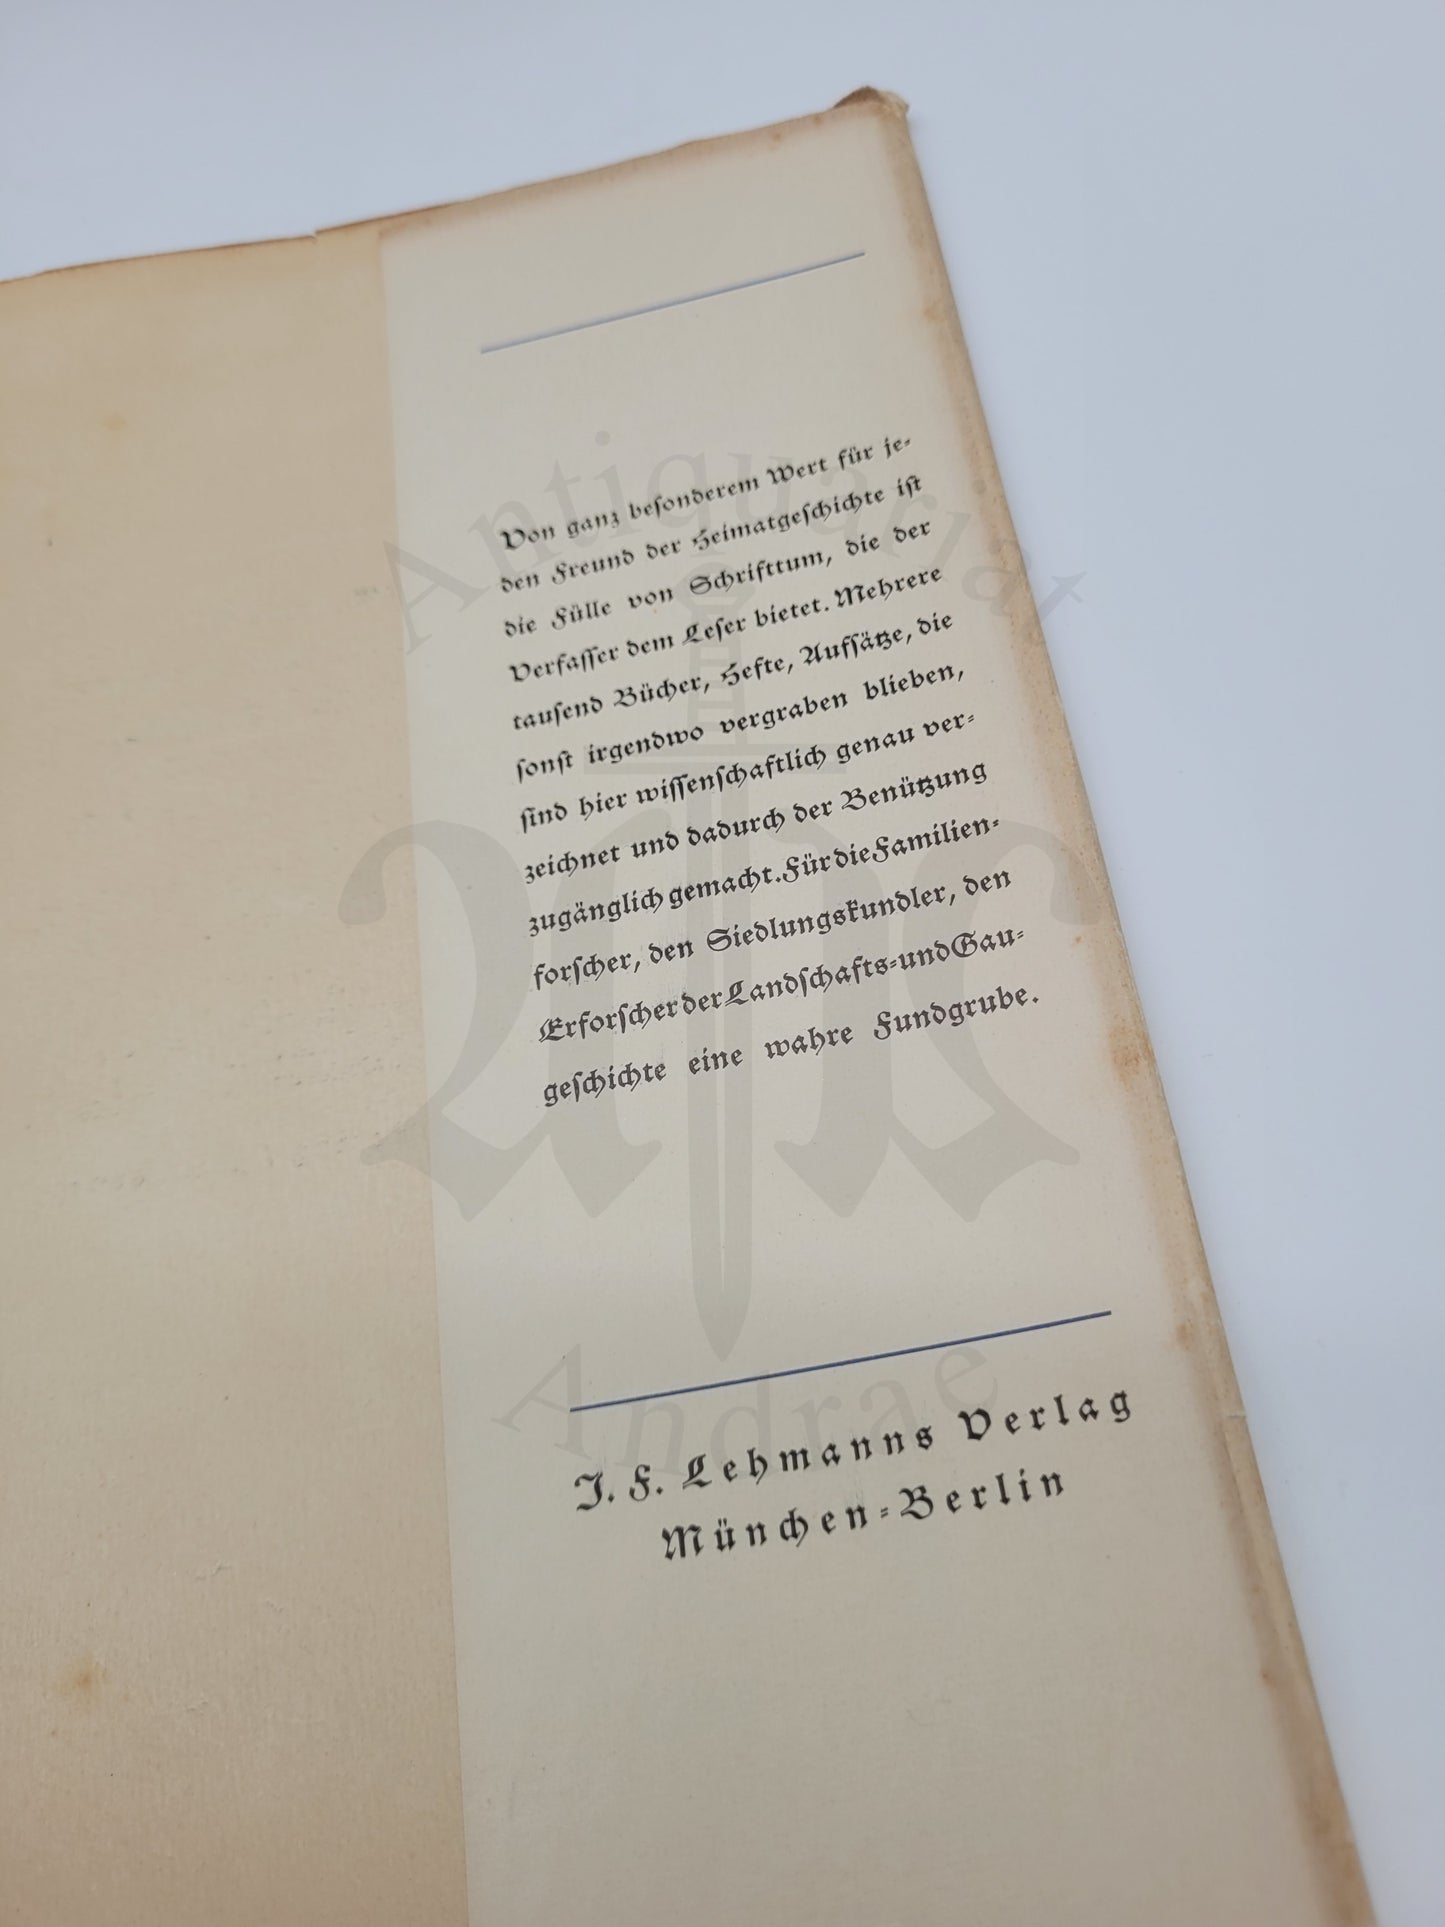 Von ganz besonderem Wert für je-
den Freund der Heimatgeschichte ist
die Fülle von Schrifttum, die der
Verfasser dem Leser bietet. Mehrere
tausend Bücher, Hefte, Aufsätze, die
sonst irgendwo vergraben blieben,
sind hier wissenschaftlich genau ver-
zeichnet und dadurch der Benützung
zugänglich gemacht. Für die Familien-
forscher, den Siedlungskundler, den
Erforscher der Landschafts- und Gau-
geschichte eine wahre Fundgrube.
J. F. Lehmanns Verlag
München-Berlin
Antiquariat
AK
Andrae